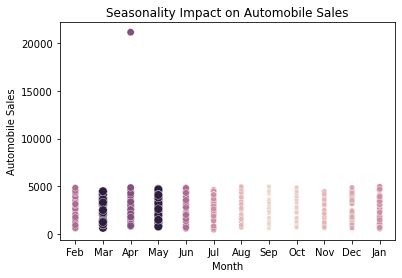 Seasonality Impact on Automobile Sales
20000
15000
10000
5000
0
Automobile Sales
Feb Mar Apr May Jun Jul Aug Sep Oct Nov Dec Jan
Month